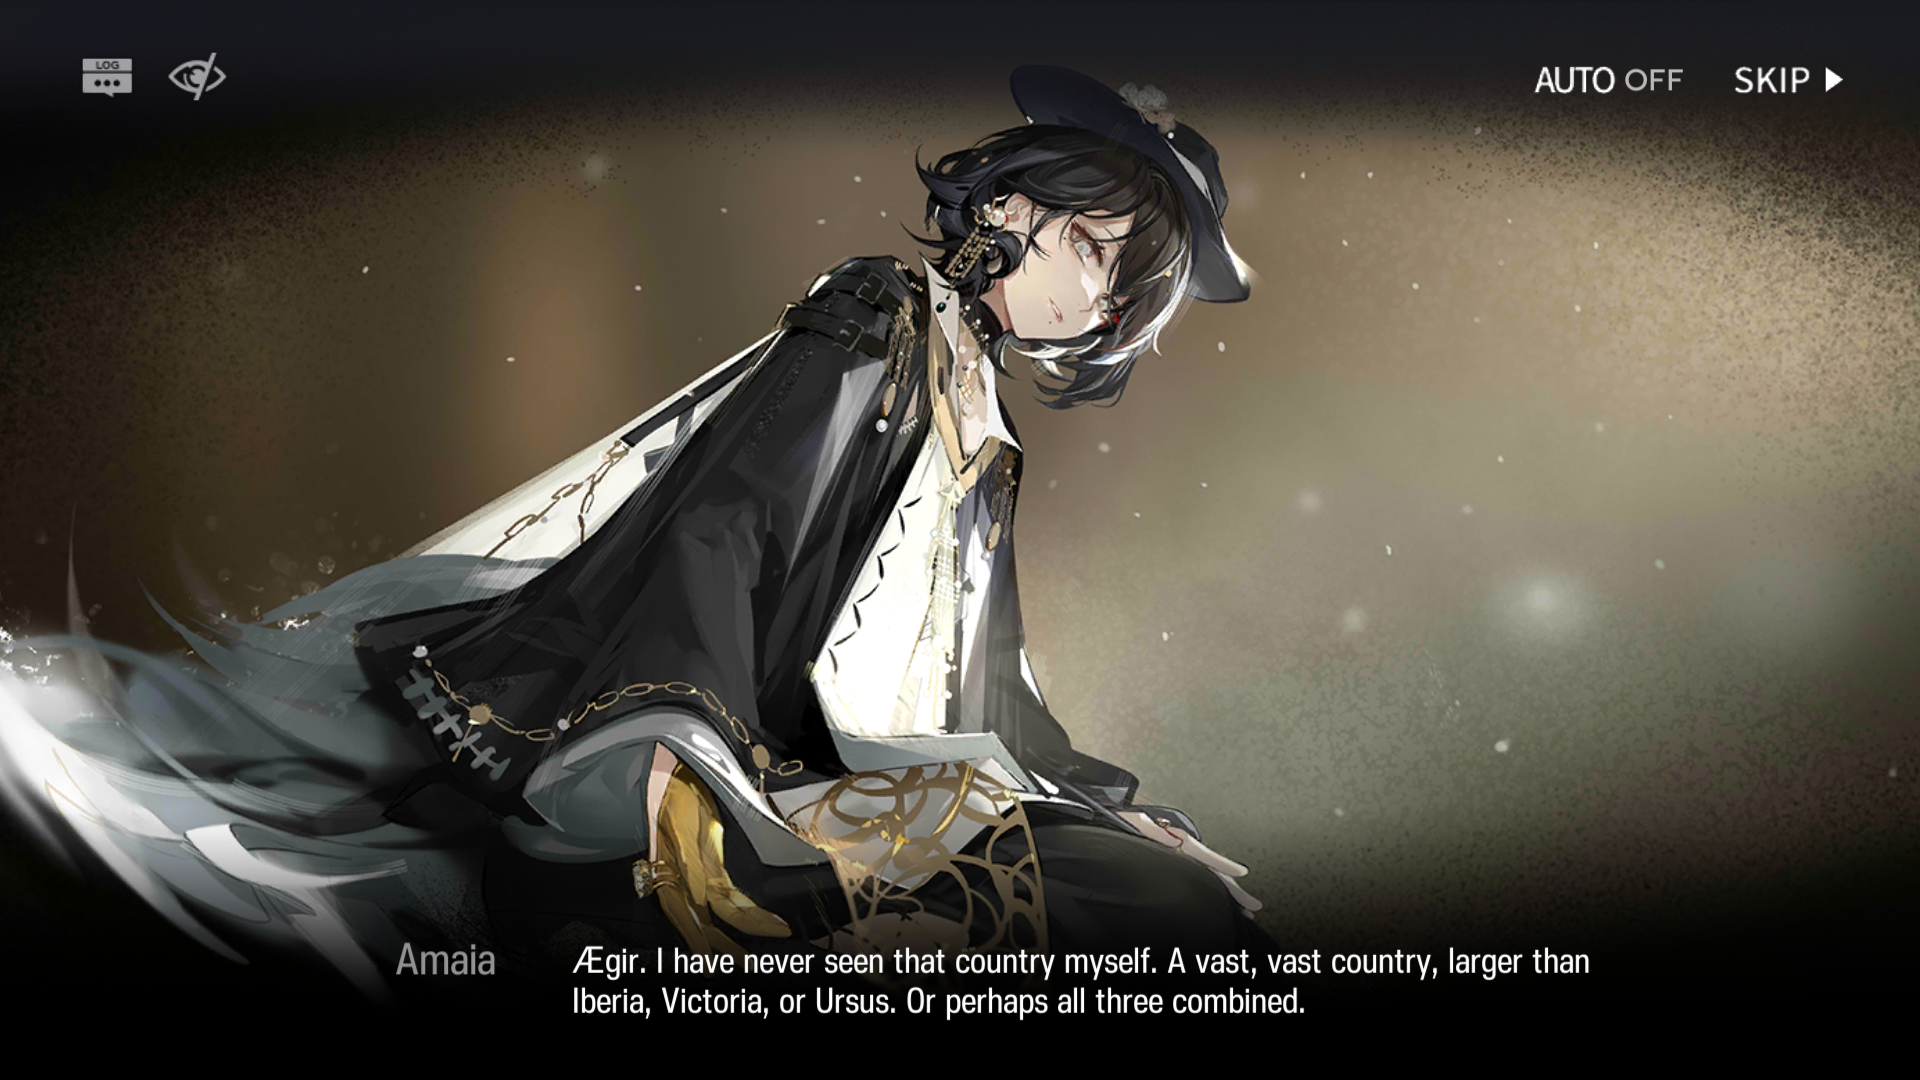 LOG
AUTO OFF
SKIP
Amaia
Ægir. I have never seen that country myself. A vast, vast country, larger than
Iberia, Victoria, or Ursus. Or perhaps all three combined.